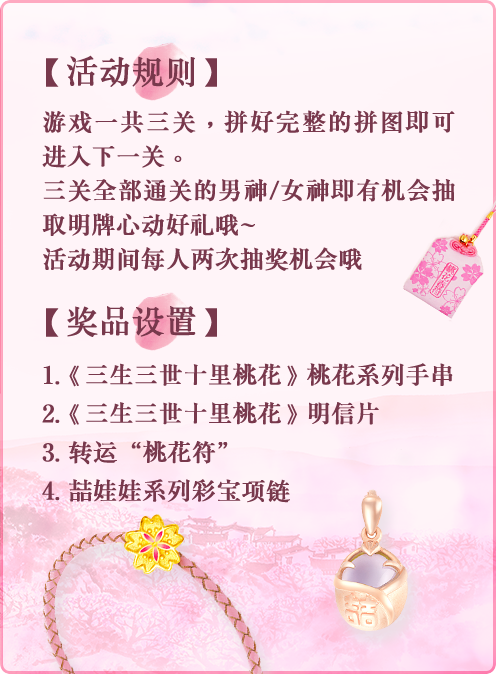 【活动规则】
游戏一共三关，拼好完整的拼图即可
进入下一关。
三关全部通关的男神/女神即有机会抽
取明牌心动好礼哦~
活动期间每人两次抽奖机会哦
【奖品设置】
1.《三生三世十里桃花》桃花系列手串
2.《三生三世十里桃花》明信片
3. 转运“桃花符”
4. 喆娃娃系列彩宝项链